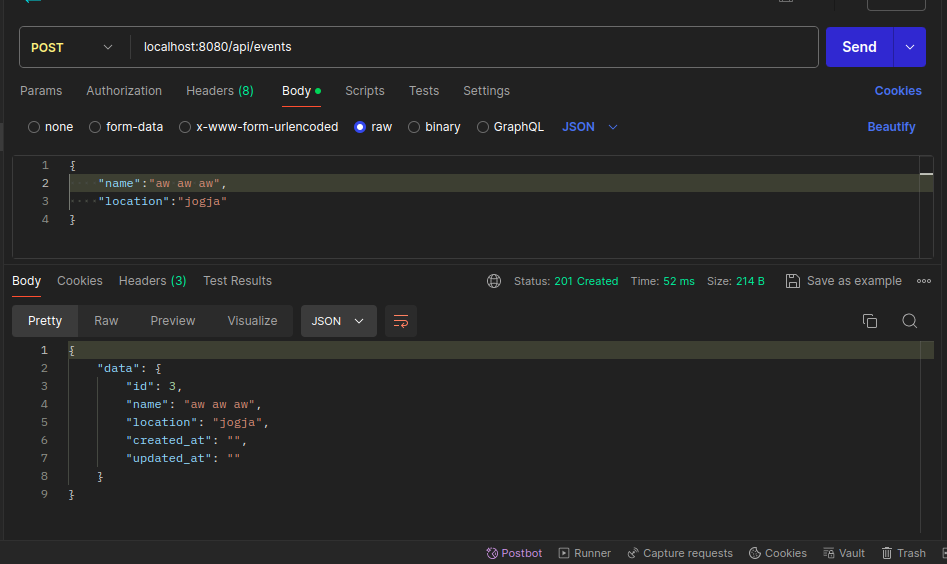 POST localhost:8080/api/events Send
Params Authorization Headers (8) Body Scripts Tests Settings Cookies
none form-data x-www-form-urlencoded raw binary GraphQL JSON Beautify
1 {
2 "name":"aw aw aw",
3 "location":"jogja"
4 }
Body Cookies Headers (3) Test Results Status: 201 Created Time: 52 ms Size: 214 B Save as example
Pretty Raw Preview Visualize JSON
1 {
2 "data": {
3 "id": 3,
4 "name": "aw aw aw",
5 "location": "jogja",
6 "created_at": "",
7 "updated_at": ""
8 }
9 }
Postbot Runner Capture requests Cookies Vault Trash